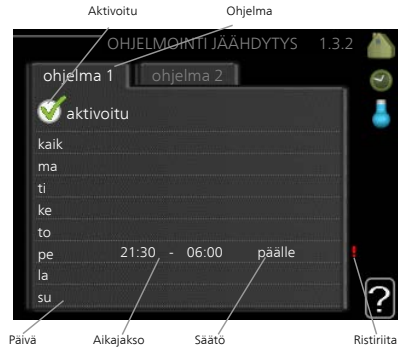 Aktivoitu Ohjelma
OHJELMOINTI JÄÄHDYTYS 1.3.2
ohjelma 1 ohjelma 2
aktivoitu
kaik
ma
ti
ke
to
pe 21:30 - 06:00 päälle !
la
su ?
Päivä Aikajakso Säätö Ristiriita